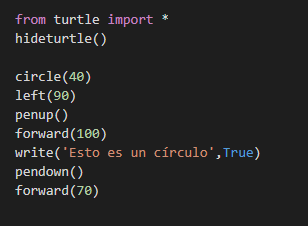 from turtle import *
hideturtle()
circle(40)
left(90)
penup()
forward(100)
write('Esto es un círculo',True)
pendown()
forward(70)